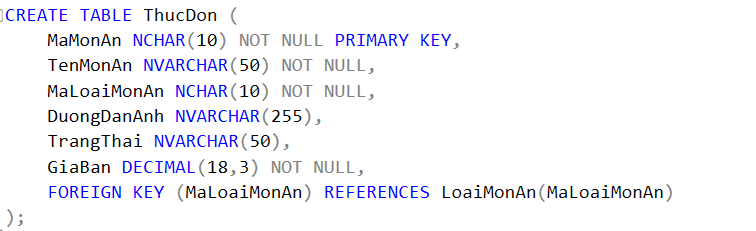 CREATE TABLE ThucDon (
MaMonAn NCHAR(10) NOT NULL PRIMARY KEY,
TenMonAn NVARCHAR(50) NOT NULL,
MaLoaiMonAn NCHAR(10) NOT NULL,
DuongDanAnh NVARCHAR(255),
TrangThai NVARCHAR(50),
GiaBan DECIMAL(18,3) NOT NULL,
FOREIGN KEY (MaLoaiMonAn) REFERENCES LoaiMonAn(MaLoaiMonAn)
);